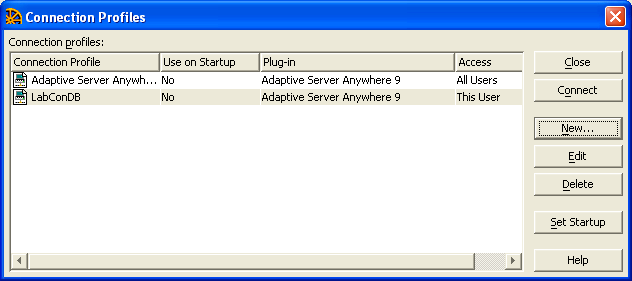 Connection Profiles
Connection profiles:
Connection Profile Use on Startup Plug-in Access
Adaptive Server Anywh... No Adaptive Server Anywhere 9 All Users
LabConDB No Adaptive Server Anywhere 9 This User
Close
Connect
New...
Edit
Delete
Set Startup
Help